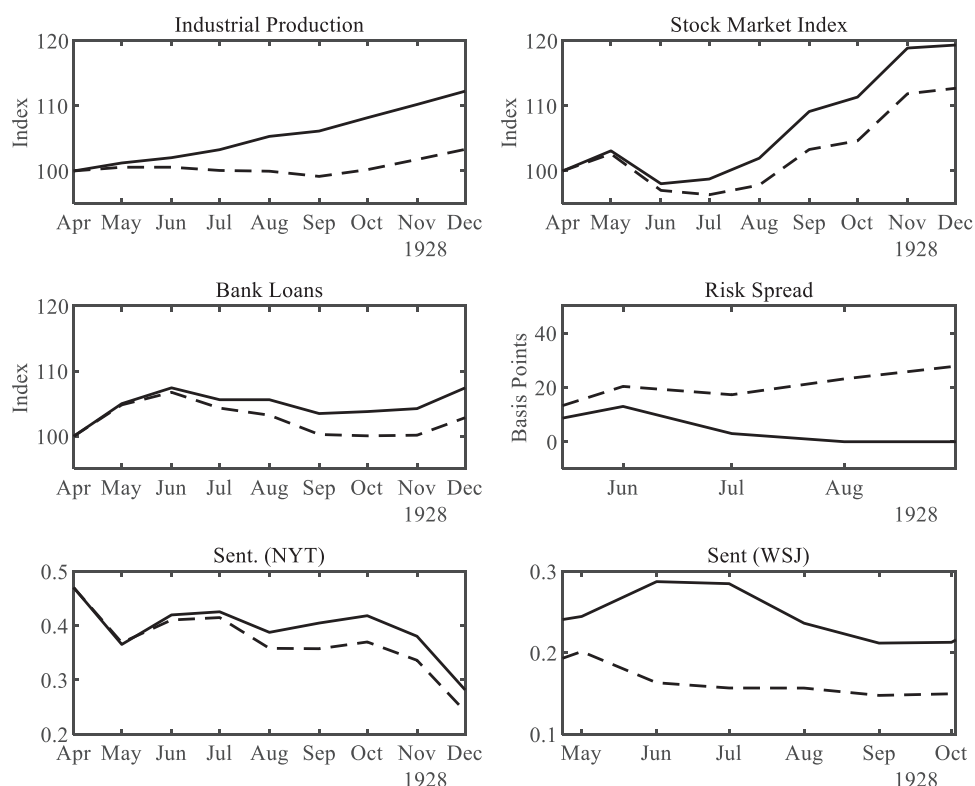 Industrial Production
120
110
100
Index
Apr May Jun Jul Aug Sep Oct Nov Dec
1928
Stock Market Index
120
110
100
Index
Apr May Jun Jul Aug Sep Oct Nov Dec
1928
Bank Loans
120
110
100
Index
Apr May Jun Jul Aug Sep Oct Nov Dec
1928
Risk Spread
40
20
0
Basis Points
Jun Jul Aug
1928
Sent. (NYT)
0.5
0.4
0.3
0.2
Apr May Jun Jul Aug Sep Oct Nov Dec
1928
Sent (WSJ)
0.3
0.2
0.1
May Jun Jul Aug Sep Oct
1928